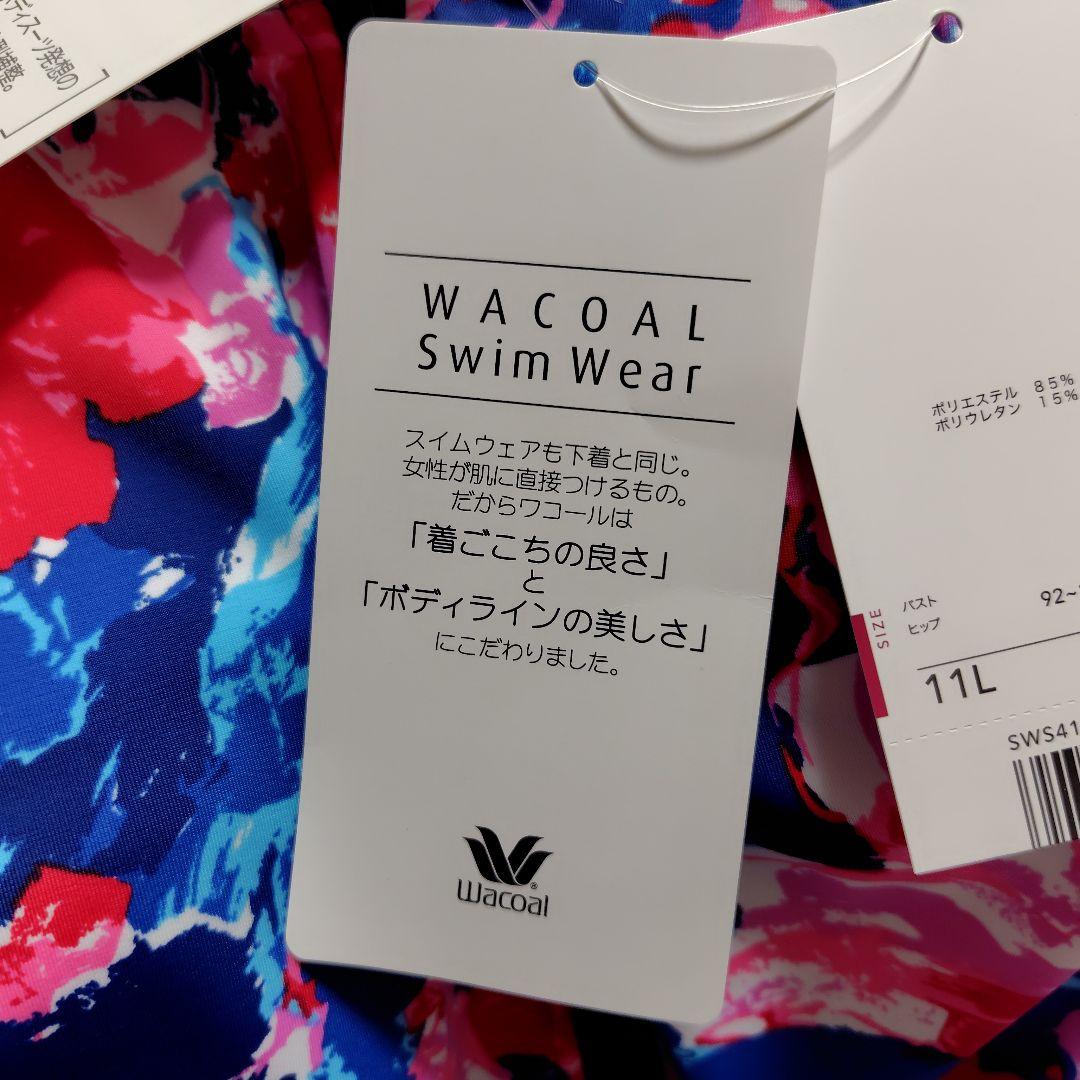 ディスーツ発想の
WACOAL
Swim Wear
スイムウェアも下着と同じ。
女性が肌に直接つけるもの。
だからワコールは
「着ごこちの良さ」
と
「ボディラインの美しさ」
にこだわりました。
Wacoal
ポリエステル 85%
ポリウレタン 15%
SIZE
バスト 92~
ヒップ
11L
SWS41